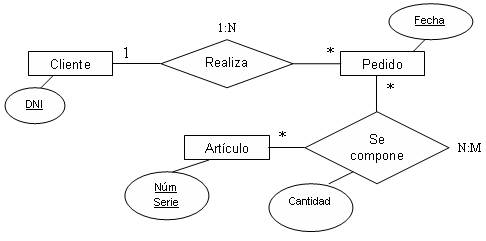 Fecha
1:N
1
*
Cliente
Realiza
Pedido
*
DNI
*
Se
compone
N:M
Artículo
Núm
Serie
Cantidad